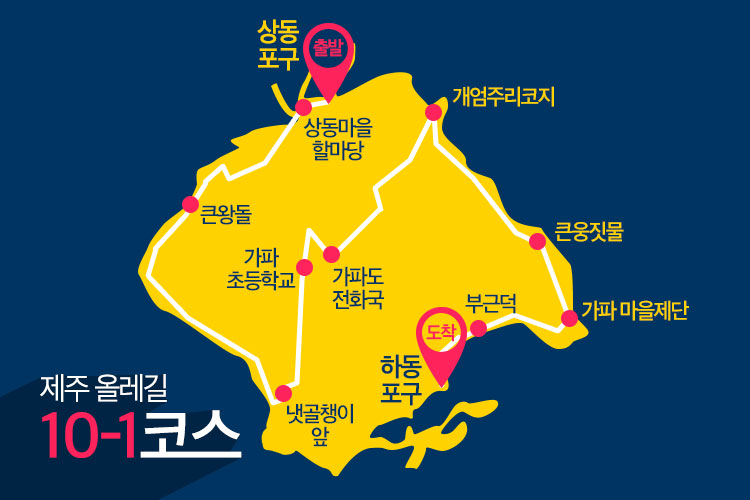 상동
포구
출발
상동마을
할마당
개엄주리코지
큰왕돌
큰옹짓물
가파
초등학교
가파도
전화국
부근덕
가파 마을제단
도착
하동
포구
냇골챙이
앞
제주 올레길
10-1코스